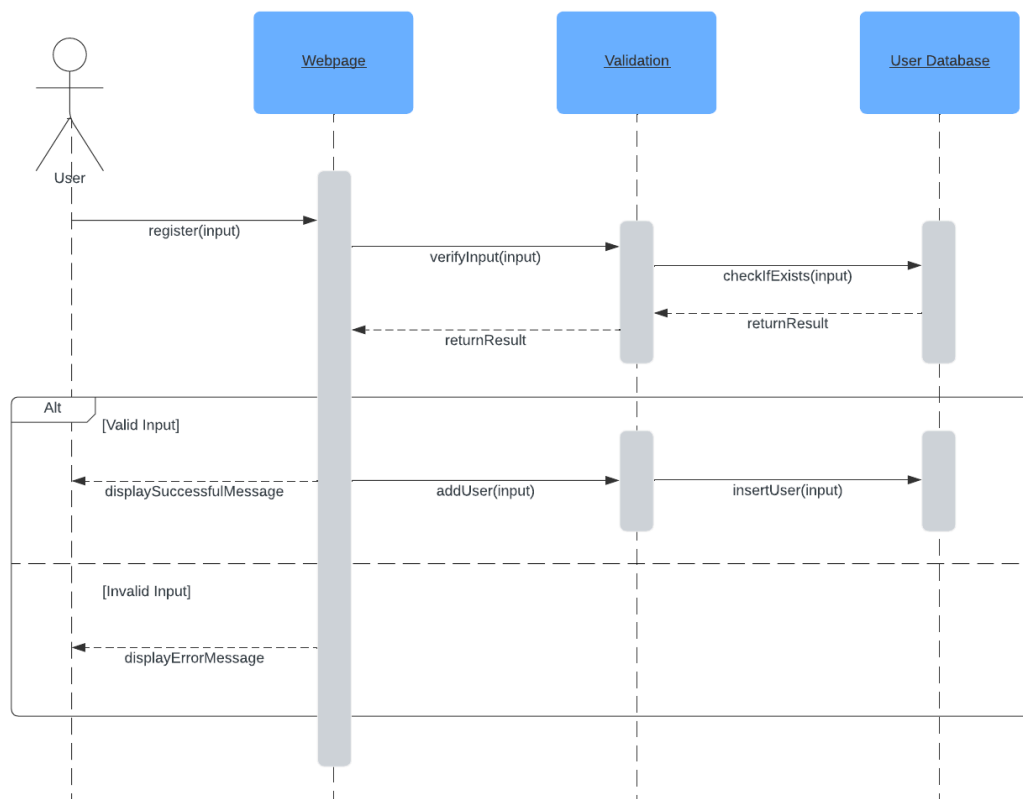 Webpage
Validation
User Database
User
register(input)
verifyInput(input)
checkIfExists(input)
returnResult
returnResult
Alt
[Valid Input]
displaySuccessfulMessage
addUser(input)
insertUser(input)
[Invalid Input]
displayErrorMessage